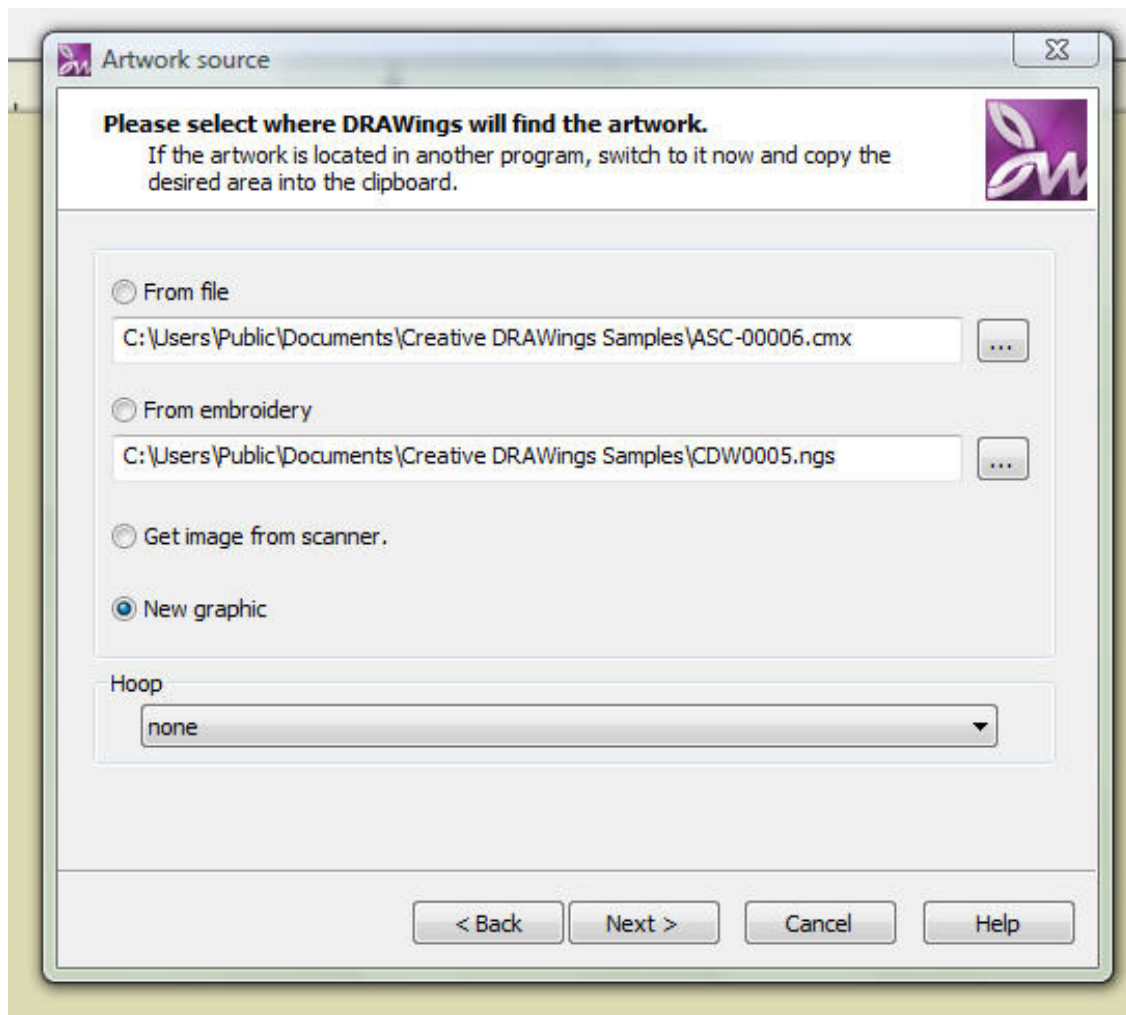 Artwork source
Please select where DRAWings will find the artwork.
If the artwork is located in another program, switch to it now and copy the
desired area into the clipboard.
From file
C:\Users\Public\Documents\Creative DRAWings Samples\ASC-00006.cmx
...
From embroidery
C:\Users\Public\Documents\Creative DRAWings Samples\CDW0005.ngs
...
Get image from scanner.
New graphic
Hoop
none
< Back Next > Cancel Help